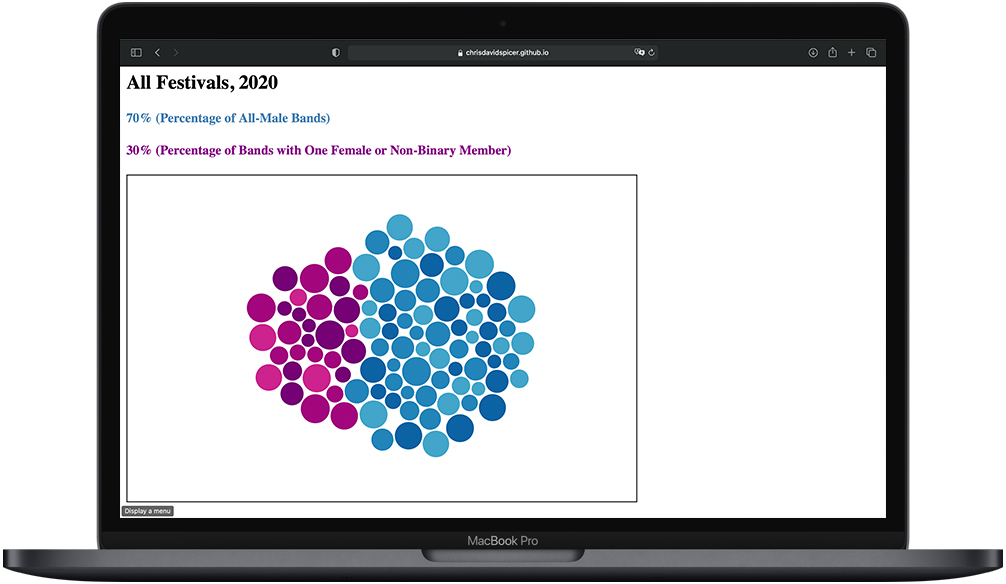 chrisdavidspicer.github.io
All Festivals, 2020
70% (Percentage of All-Male Bands)
30% (Percentage of Bands with One Female or Non-Binary Member)
Display a menu
MacBook Pro